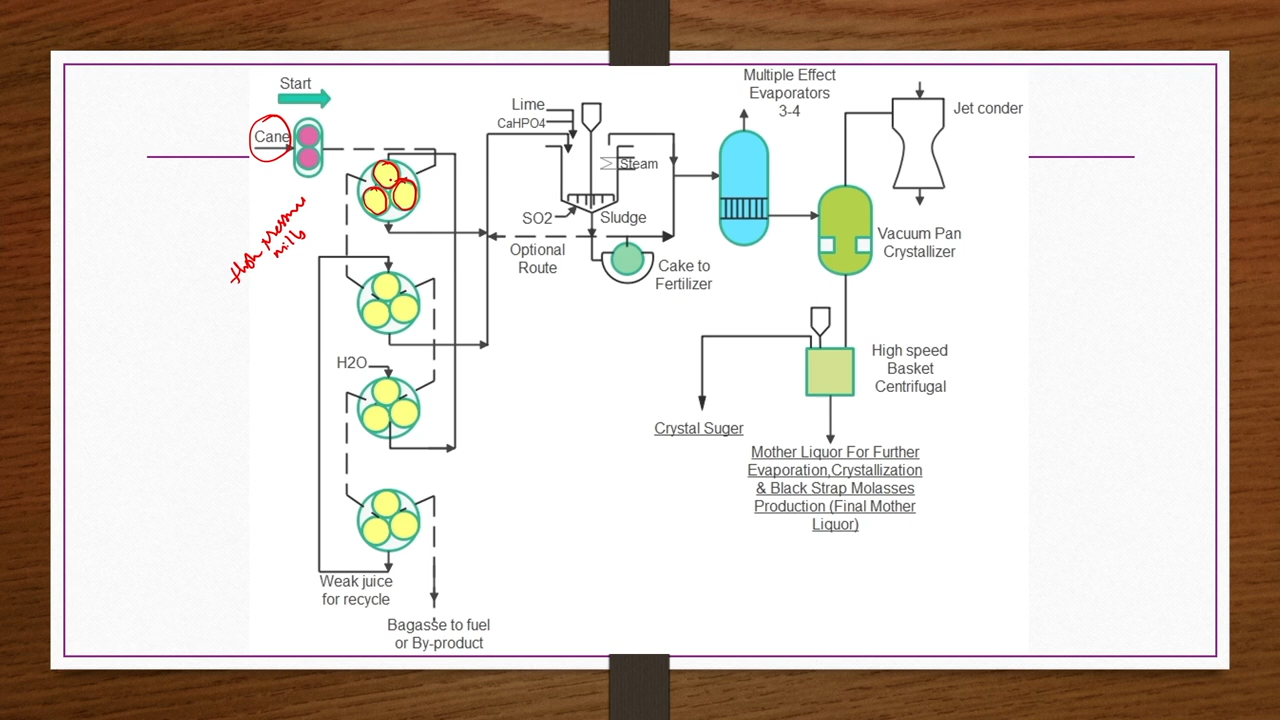 Start
Cane
high pressure
mills
H2O
Weak juice
for recycle
Bagasse to fuel
or By-product
Lime
CaHPO4
Steam
SO2
Sludge
Optional
Route
Cake to
Fertilizer
Multiple Effect
Evaporators
3-4
Jet conder
Vacuum Pan
Crystallizer
High speed
Basket
Centrifugal
Crystal Suger
Mother Liquor For Further
Evaporation,Crystallization
& Black Strap Molasses
Production (Final Mother
Liquor)